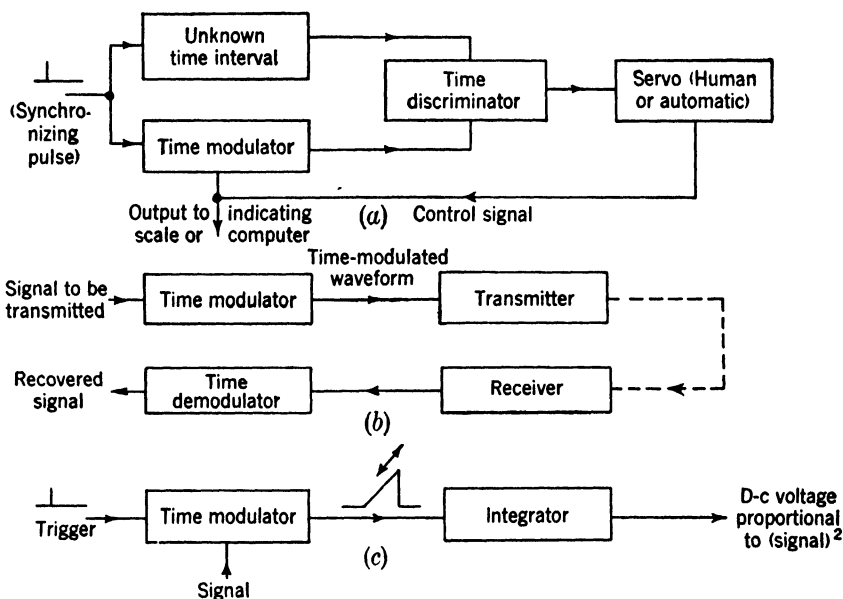 Unknown
time interval
Time
discriminator
Servo (Human
or automatic)
(Synchro-
nizing
pulse)
Time modulator
Output to
scale or
indicating
computer
(a)
Control signal
Time-modulated
waveform
Signal to be
transmitted
Time modulator
Transmitter
Recovered
signal
Time
demodulator
Receiver
(b)
Trigger
Time modulator
Integrator
D-c voltage
proportional
to (signal)²
(c)
Signal